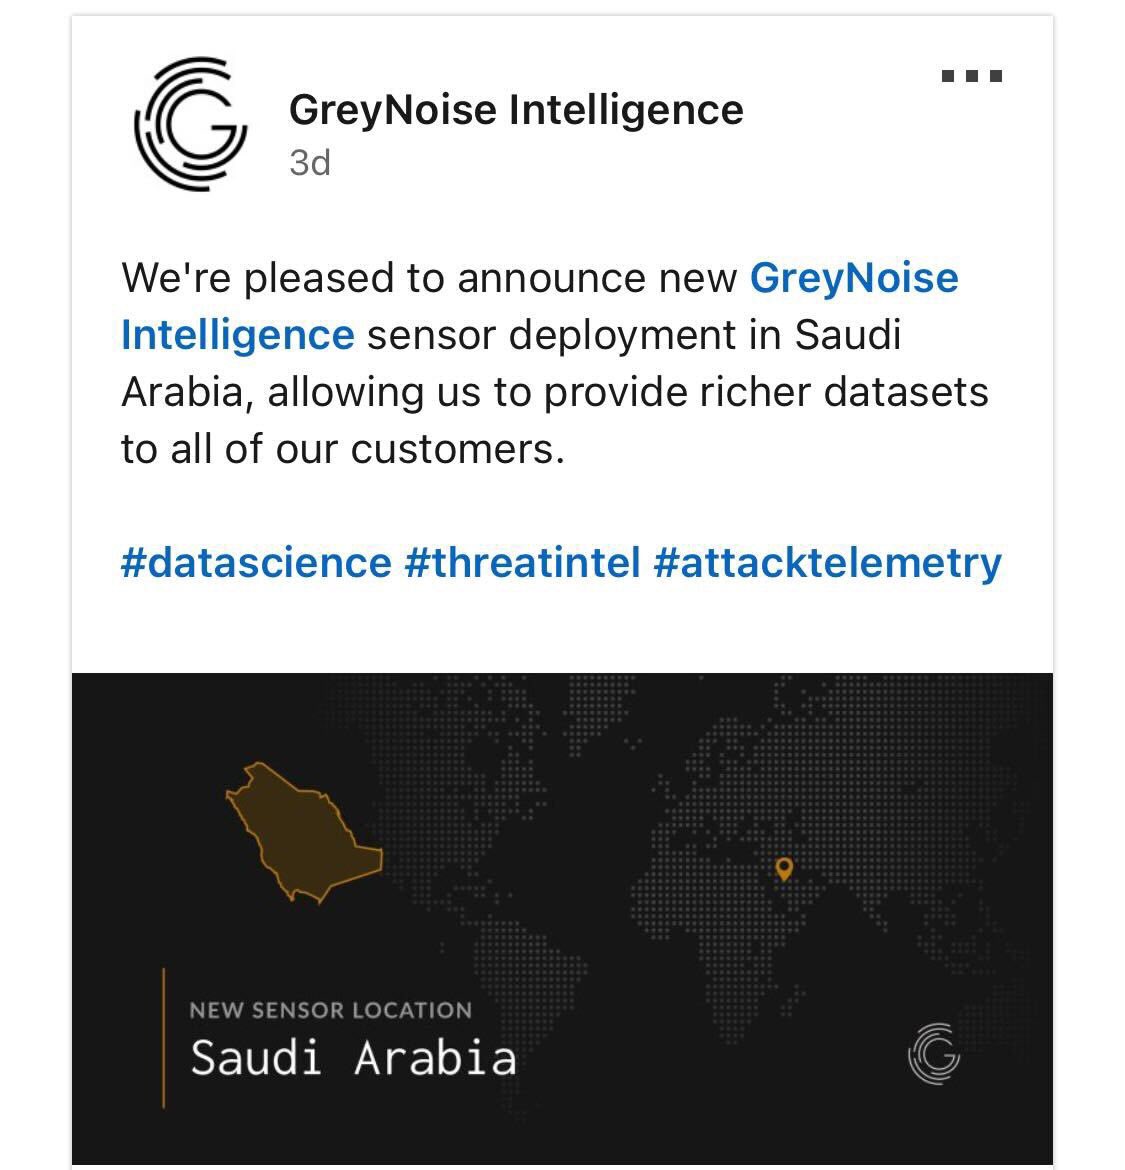 GreyNoise Intelligence
3d
We're pleased to announce new GreyNoise
Intelligence sensor deployment in Saudi
Arabia, allowing us to provide richer datasets
to all of our customers.
#datascience #threatintel #attacktelemetry
NEW SENSOR LOCATION
Saudi Arabia